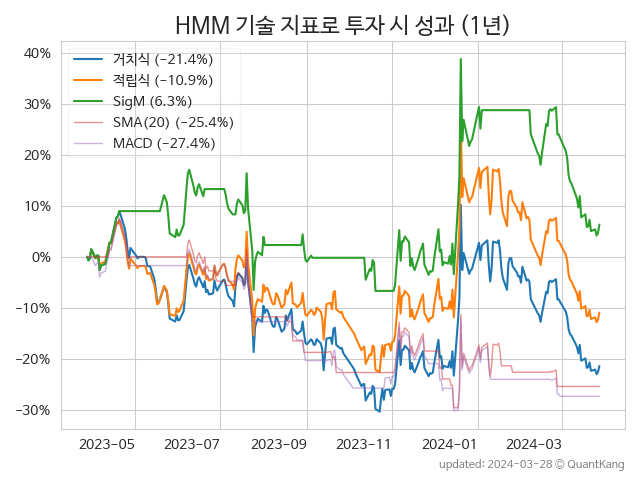 HMM 기술 지표로 투자 시 성과 (1년)
40%
30%
20%
10%
0%
−10%
−20%
−30%
거치식 (−21.4%)
적립식 (−10.9%)
SigM (6.3%)
SMA(20) (−25.4%)
MACD (−27.4%)
2023-05
2023-07
2023-09
2023-11
2024-01
2024-03
updated: 2024-03-28 © QuantKang